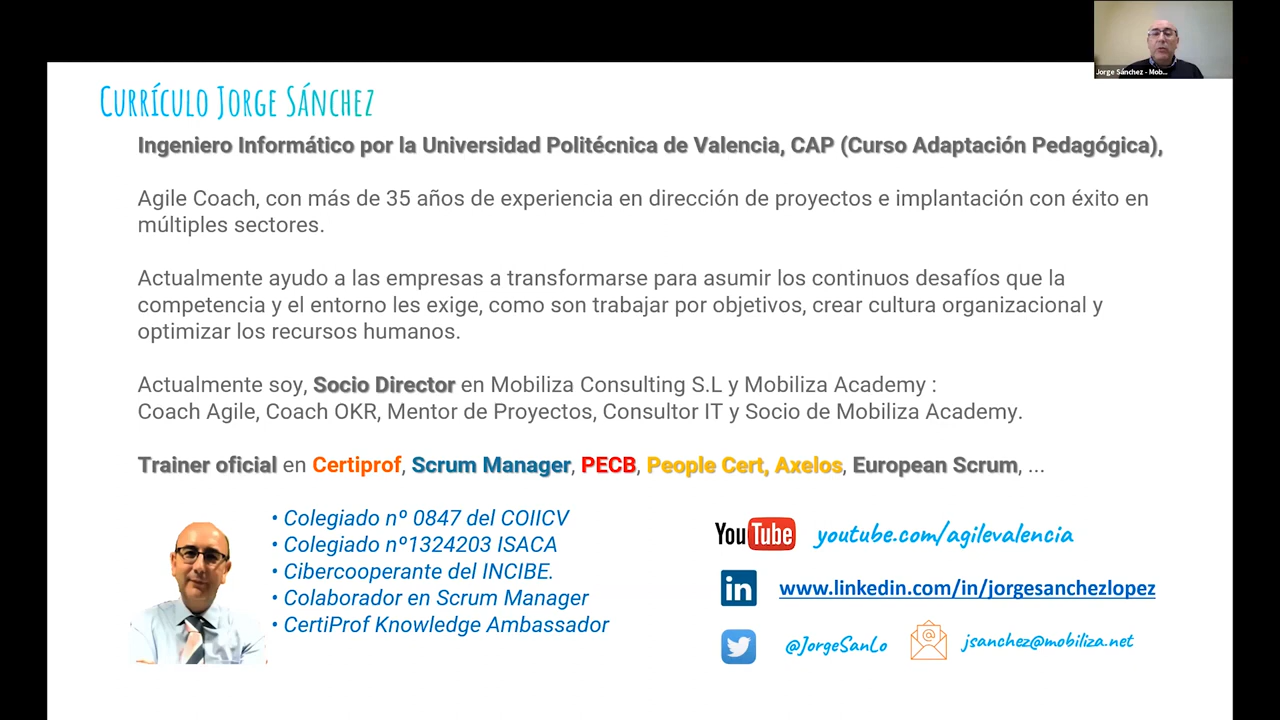 Jorge Sánchez - Mob...
Currículo Jorge Sánchez
Ingeniero Informático por la Universidad Politécnica de Valencia, CAP (Curso Adaptación Pedagógica),
Agile Coach, con más de 35 años de experiencia en dirección de proyectos e implantación con éxito en
múltiples sectores.
Actualmente ayudo a las empresas a transformarse para asumir los continuos desafíos que la
competencia y el entorno les exige, como son trabajar por objetivos, crear cultura organizacional y
optimizar los recursos humanos.
Actualmente soy, Socio Director en Mobiliza Consulting S.L y Mobiliza Academy :
Coach Agile, Coach OKR, Mentor de Proyectos, Consultor IT y Socio de Mobiliza Academy.
Trainer oficial en Certiprof, Scrum Manager, PECB, People Cert, Axelos, European Scrum, ...
• Colegiado nº 0847 del COIICV
• Colegiado nº1324203 ISACA
• Cibercooperante del INCIBE.
• Colaborador en Scrum Manager
• CertiProf Knowledge Ambassador
YouTube youtube.com/agilevalencia
in www.linkedin.com/in/jorgesanchezlopez
@JorgeSanLo @ jsanchez@mobiliza.net